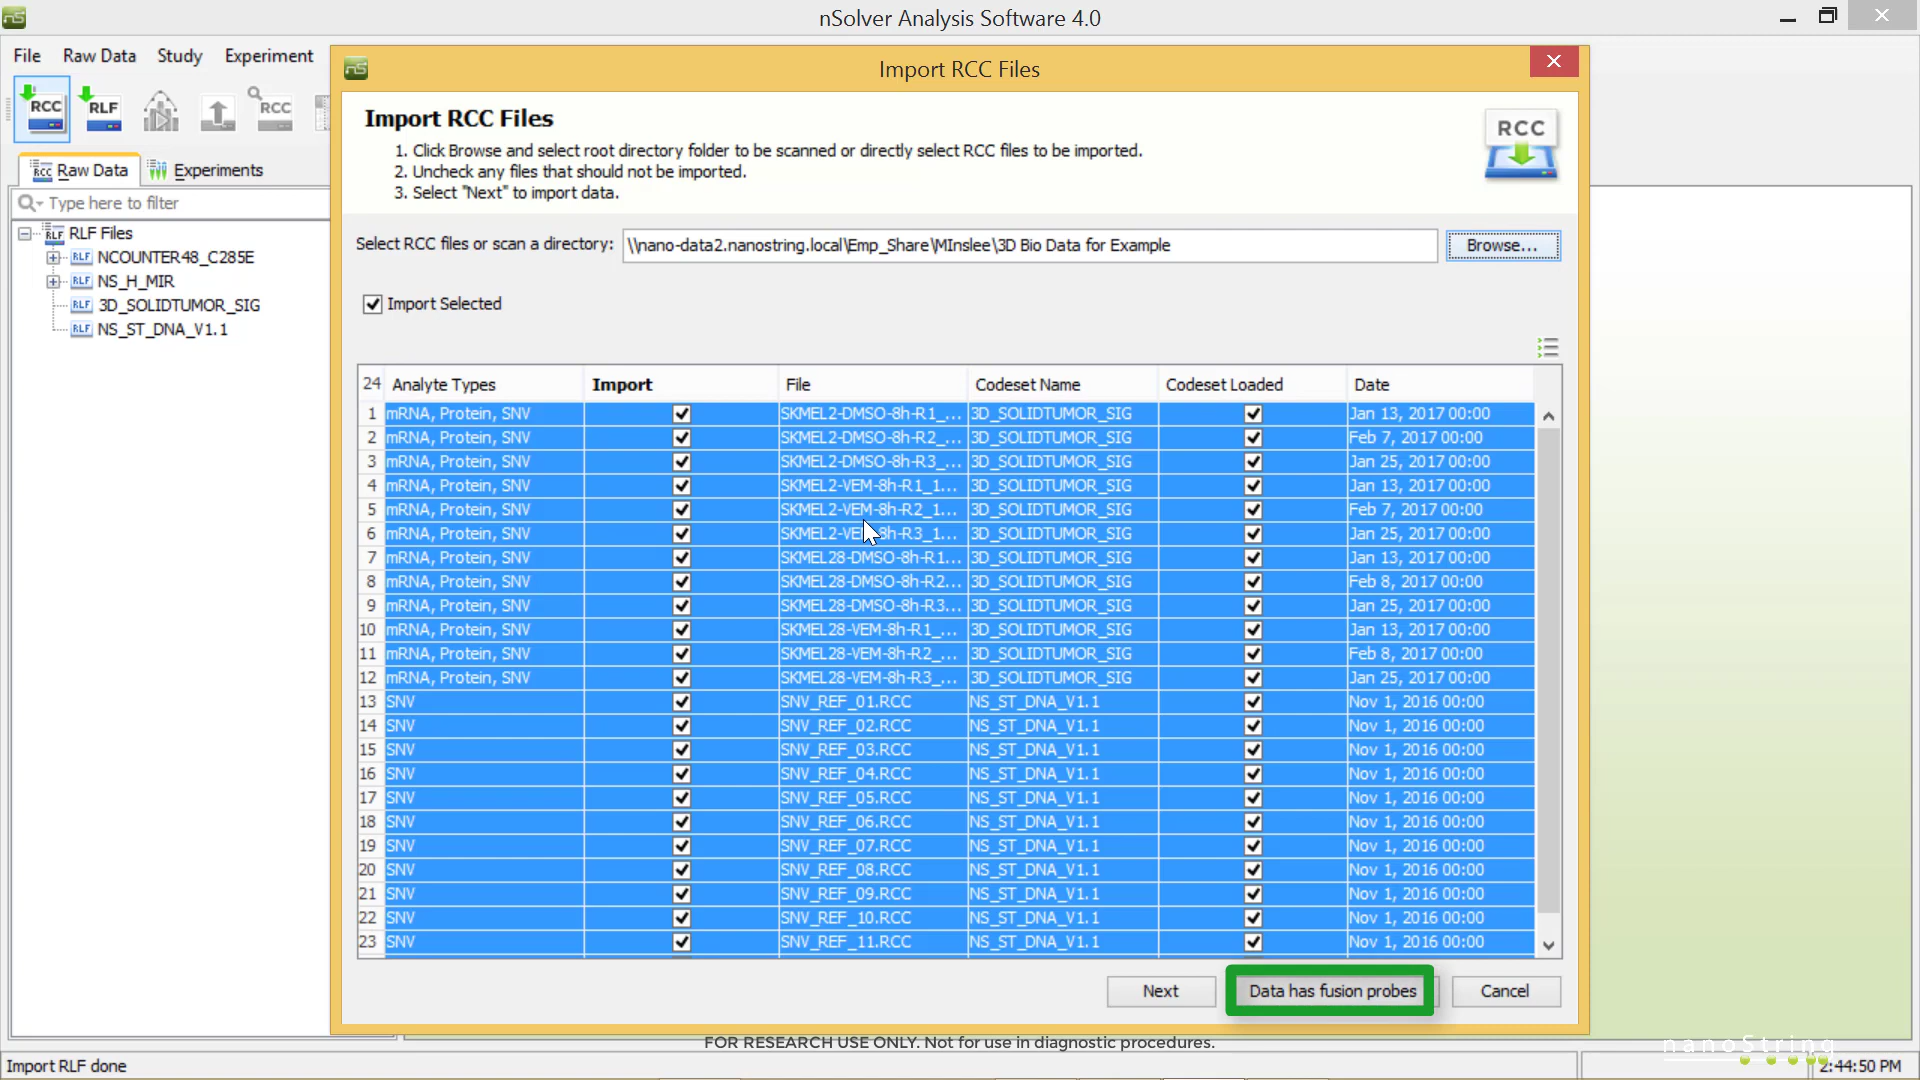 nSolver Analysis Software 4.0
File Raw Data Study Experiment
Import RCC Files
RCC RLF RCC
Import RCC Files
1. Click Browse and select root directory folder to be scanned or directly select RCC files to be imported.
2. Uncheck any files that should not be imported.
3. Select "Next" to import data.
RCC
Raw Data Experiments
Type here to filter
RLF Files
NCOUNTER48_C285E
NS_H_MIR
3D_SOLIDTUMOR_SIG
NS_ST_DNA_V1.1
Select RCC files or scan a directory: \\nano-data2.nanostring.local\Emp_Share\MInslee\3D Bio Data for Example Browse...
Import Selected
24 Analyte Types Import File Codeset Name Codeset Loaded Date
1 mRNA, Protein, SNV SKMEL2-DMSO-8h-R1_... 3D_SOLIDTUMOR_SIG Jan 13, 2017 00:00
2 mRNA, Protein, SNV SKMEL2-DMSO-8h-R2_... 3D_SOLIDTUMOR_SIG Feb 7, 2017 00:00
3 mRNA, Protein, SNV SKMEL2-DMSO-8h-R3_... 3D_SOLIDTUMOR_SIG Jan 25, 2017 00:00
4 mRNA, Protein, SNV SKMEL2-VEM-8h-R1_1... 3D_SOLIDTUMOR_SIG Jan 13, 2017 00:00
5 mRNA, Protein, SNV SKMEL2-VEM-8h-R2_1... 3D_SOLIDTUMOR_SIG Feb 7, 2017 00:00
6 mRNA, Protein, SNV SKMEL2-VEM-8h-R3_1... 3D_SOLIDTUMOR_SIG Jan 25, 2017 00:00
7 mRNA, Protein, SNV SKMEL28-DMSO-8h-R1... 3D_SOLIDTUMOR_SIG Jan 13, 2017 00:00
8 mRNA, Protein, SNV SKMEL28-DMSO-8h-R2... 3D_SOLIDTUMOR_SIG Feb 8, 2017 00:00
9 mRNA, Protein, SNV SKMEL28-DMSO-8h-R3... 3D_SOLIDTUMOR_SIG Jan 25, 2017 00:00
10 mRNA, Protein, SNV SKMEL28-VEM-8h-R1_... 3D_SOLIDTUMOR_SIG Jan 13, 2017 00:00
11 mRNA, Protein, SNV SKMEL28-VEM-8h-R2_... 3D_SOLIDTUMOR_SIG Feb 8, 2017 00:00
12 mRNA, Protein, SNV SKMEL28-VEM-8h-R3_... 3D_SOLIDTUMOR_SIG Jan 25, 2017 00:00
13 SNV SNV_REF_01.RCC NS_ST_DNA_V1.1 Nov 1, 2016 00:00
14 SNV SNV_REF_02.RCC NS_ST_DNA_V1.1 Nov 1, 2016 00:00
15 SNV SNV_REF_03.RCC NS_ST_DNA_V1.1 Nov 1, 2016 00:00
16 SNV SNV_REF_04.RCC NS_ST_DNA_V1.1 Nov 1, 2016 00:00
17 SNV SNV_REF_05.RCC NS_ST_DNA_V1.1 Nov 1, 2016 00:00
18 SNV SNV_REF_06.RCC NS_ST_DNA_V1.1 Nov 1, 2016 00:00
19 SNV SNV_REF_07.RCC NS_ST_DNA_V1.1 Nov 1, 2016 00:00
20 SNV SNV_REF_08.RCC NS_ST_DNA_V1.1 Nov 1, 2016 00:00
21 SNV SNV_REF_09.RCC NS_ST_DNA_V1.1 Nov 1, 2016 00:00
22 SNV SNV_REF_10.RCC NS_ST_DNA_V1.1 Nov 1, 2016 00:00
23 SNV SNV_REF_11.RCC NS_ST_DNA_V1.1 Nov 1, 2016 00:00
Next Data has fusion probes Cancel
FOR RESEARCH USE ONLY. Not for use in diagnostic procedures.
nanoString
Import RLF done 2:44:50 PM